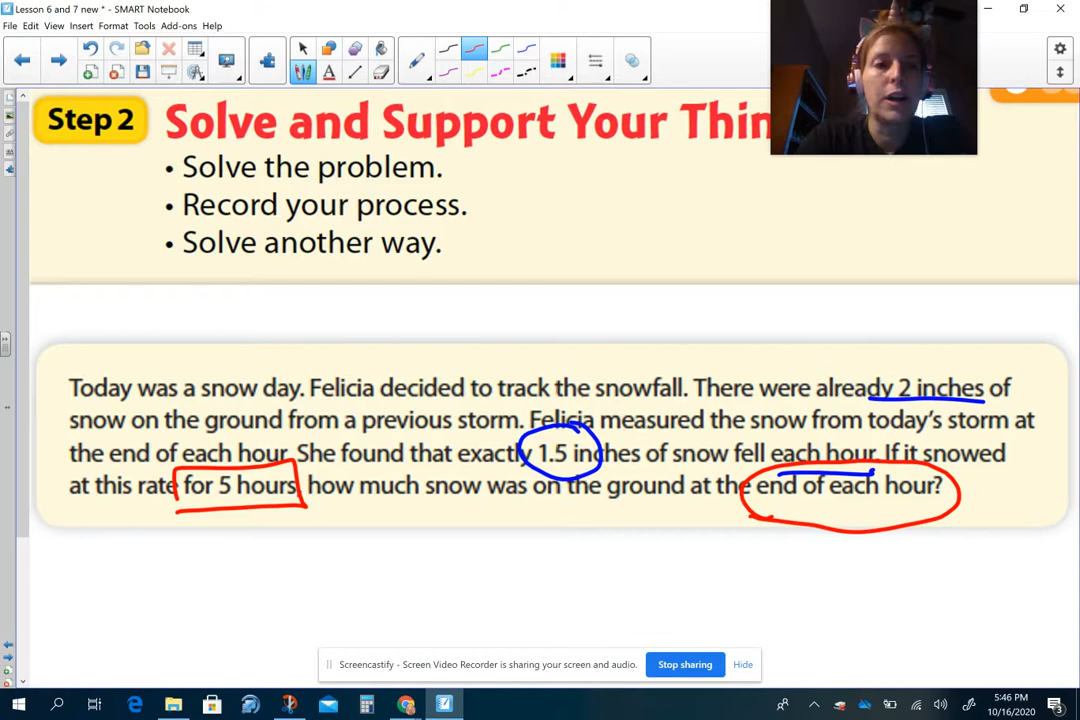 Lesson 6 and 7 new * - SMART Notebook
File Edit View Insert Format Tools Add-ons Help
Step 2
Solve and Support Your Thin
• Solve the problem.
• Record your process.
• Solve another way.
Today was a snow day. Felicia decided to track the snowfall. There were already 2 inches of
snow on the ground from a previous storm. Felicia measured the snow from today's storm at
the end of each hour. She found that exactly 1.5 inches of snow fell each hour. If it snowed
at this rate for 5 hours, how much snow was on the ground at the end of each hour?
Screencastify - Screen Video Recorder is sharing your screen and audio.
Stop sharing
Hide
5:46 PM
10/16/2020
3